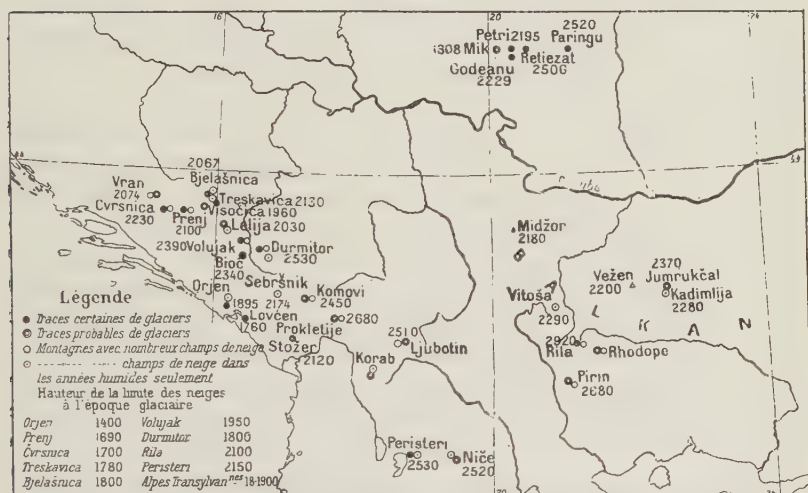 16
20
24
2520
Petri 2195 Paringu
Mik
Retiezat
Godeanu 2506
2229
2067
Bjelašnica
Vran
2074
Treskavica 2130
Čvrsnica
Visočica 1960
2230
Prenj
2100
Lelija 2030
2390 Volujak
Durmitor
2530
Bioč
2340
Sebršnik
Orjen
1895
2174
Komovi
2450
Lovćen
1760
Prokletije
2680
Stožer
2120
2510
Ljubotin
Korab
Peristeri
2530
Niče
2520
Midžor
2180
2370
Vežen
2200
Jumrukčal
Kadimlija
2280
Vitoša
2290
L K A N
2920
Rila
Rhodope
Pirin
2680
Légende
Traces certaines de glaciers
Traces probables de glaciers
Montagnes avec nombreux champs de neige
champs de neige dans
les années humides seulement
Hauteur de la limite des neiges
à l'époque glaciaire
Orjen 1400 Volujak 1950
Prenj 1690 Durmitor 1800
Čvrsnica 1700 Rila 2100
Treskavica 1780 Peristeri 2150
Bjelašnica 1800 Alpes Transylvan^nes 18-1900
20